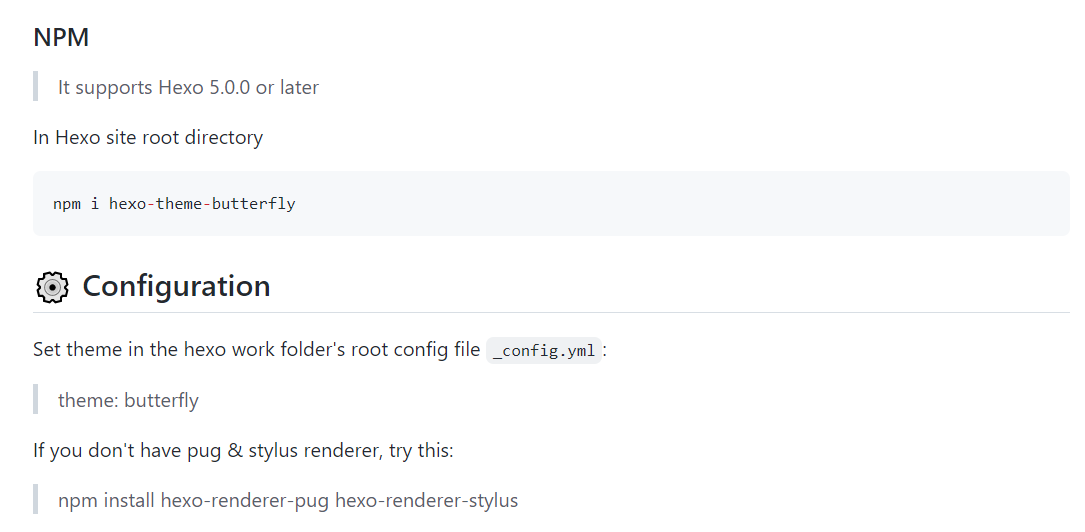 NPM
It supports Hexo 5.0.0 or later
In Hexo site root directory
npm i hexo-theme-butterfly
Configuration
Set theme in the hexo work folder's root config file _config.yml:
theme: butterfly
If you don't have pug & stylus renderer, try this:
npm install hexo-renderer-pug hexo-renderer-stylus